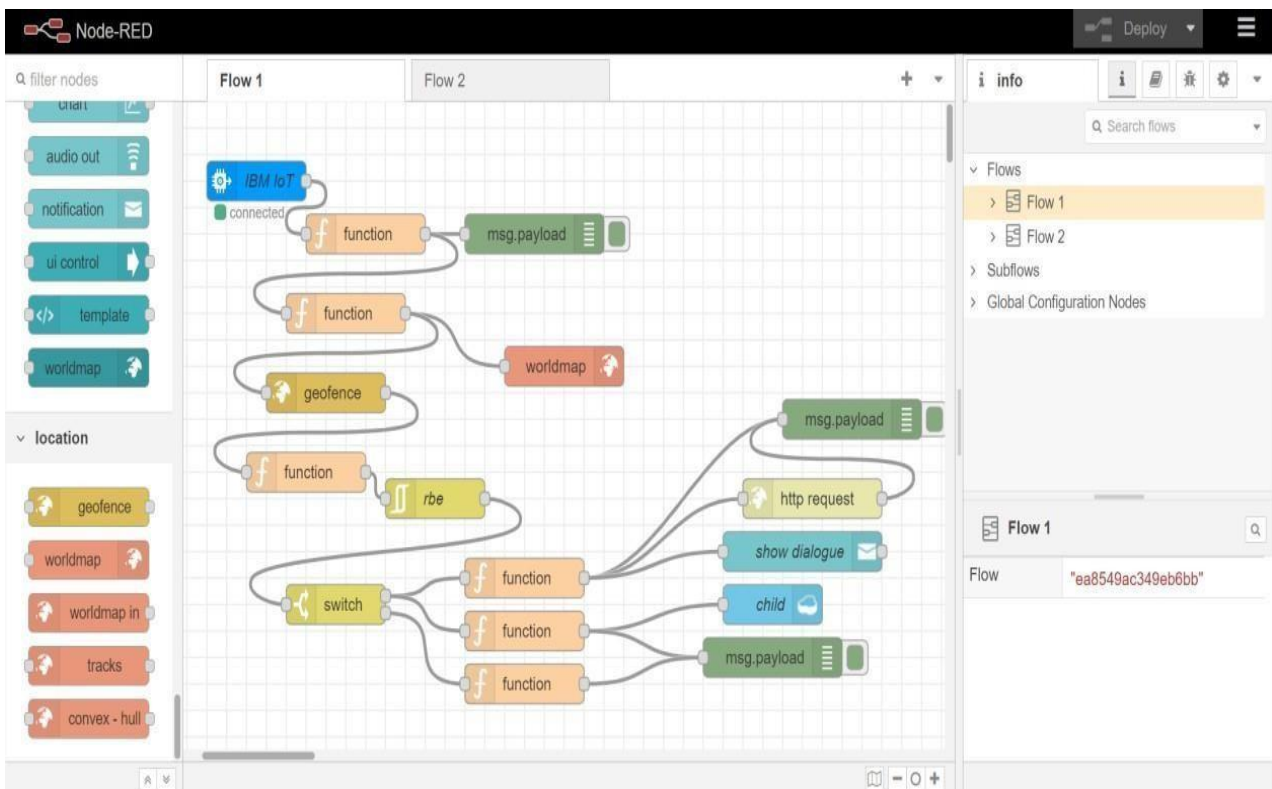 Node-RED
Deploy
filter nodes
Flow 1
Flow 2
i info
i
Search flows
chart
audio out
notification
ui control
</> template
worldmap
location
geofence
worldmap
worldmap in
tracks
convex - hull
IBM IoT
connected
f function
msg.payload
f function
worldmap
geofence
msg.payload
f function
rbe
http request
show dialogue
f function
switch
child
f function
msg.payload
f function
Flows
Flow 1
Flow 2
Subflows
Global Configuration Nodes
Flow 1
Flow "ea8549ac349eb6bb"